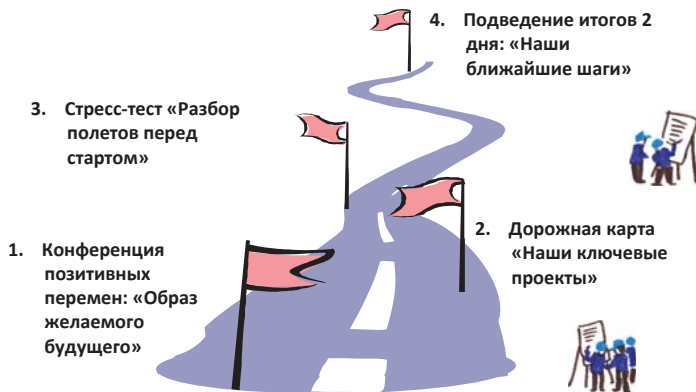 4. Подведение итогов 2
дня: «Наши
ближайшие шаги»
3. Стресс-тест «Разбор
полетов перед
стартом»
2. Дорожная карта
«Наши ключевые
проекты»
1. Конференция
позитивных
перемен: «Образ
желаемого
будущего»